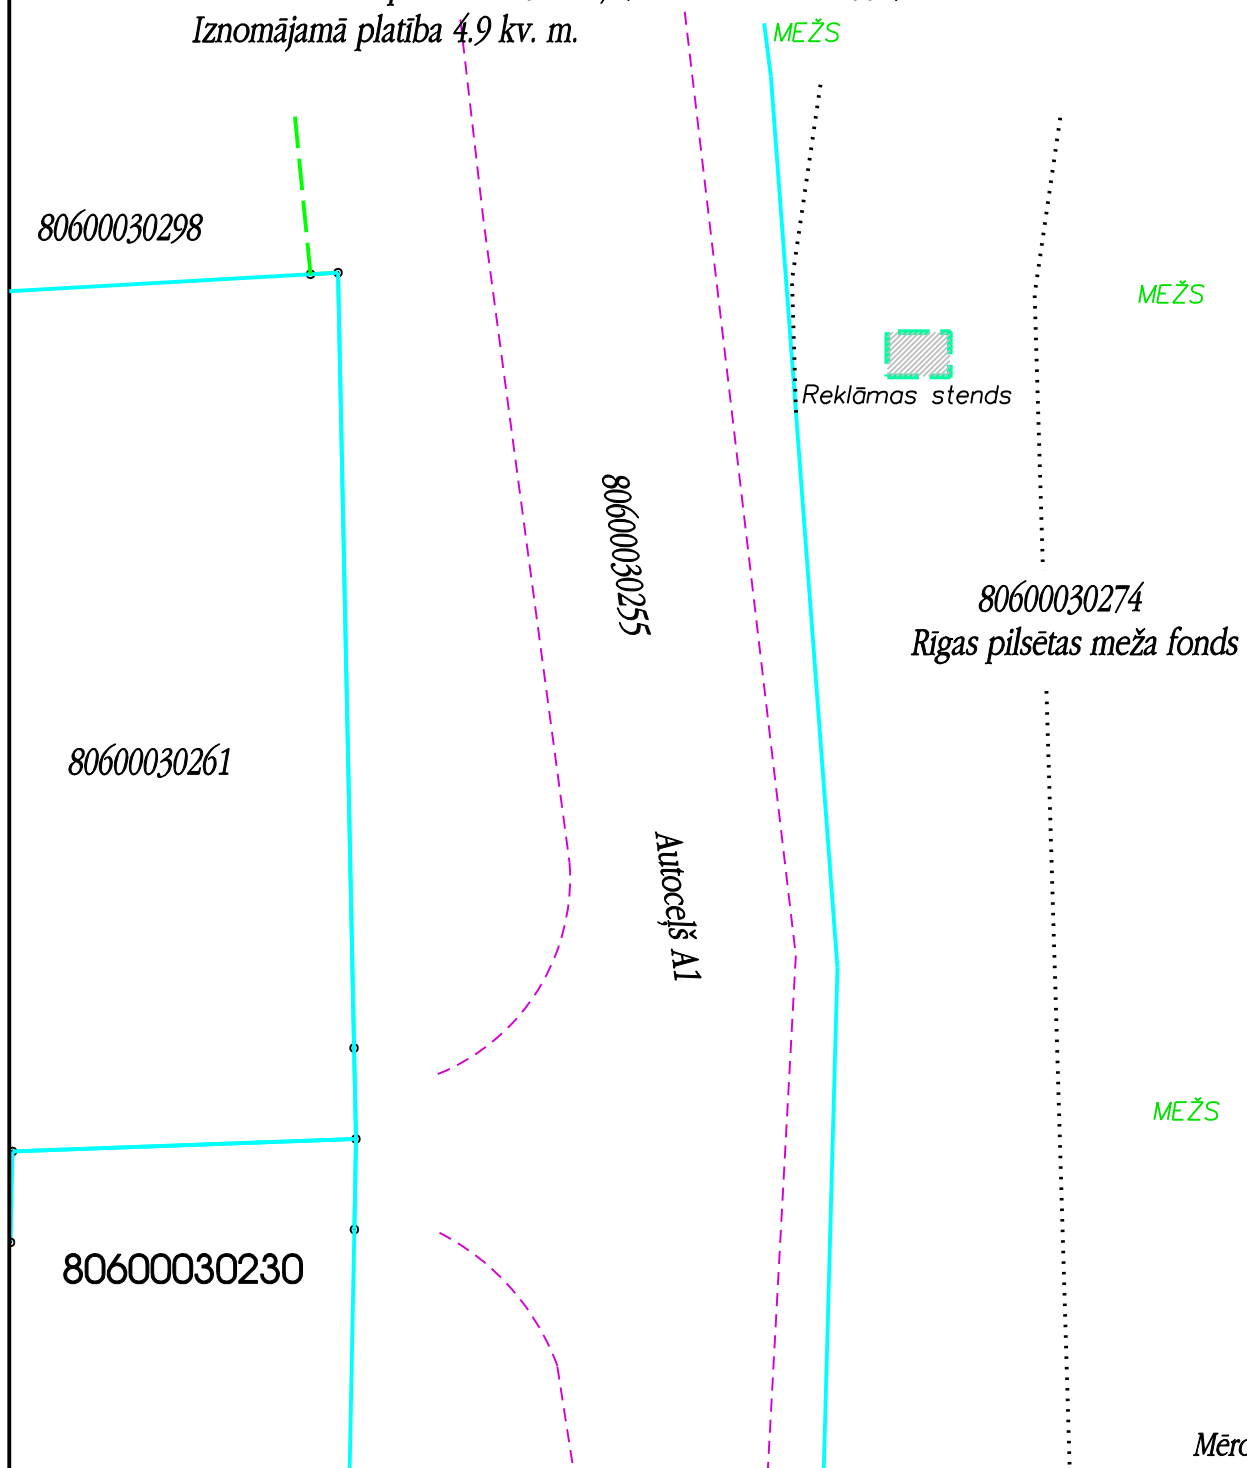 Iznomājamā platība 4.9 kv. m.
MEŽS
80600030298
MEŽS
Reklāmas stends
80600030255
80600030274
Rīgas pilsētas meža fonds
80600030261
Autoceļš A1
MEŽS
80600030230